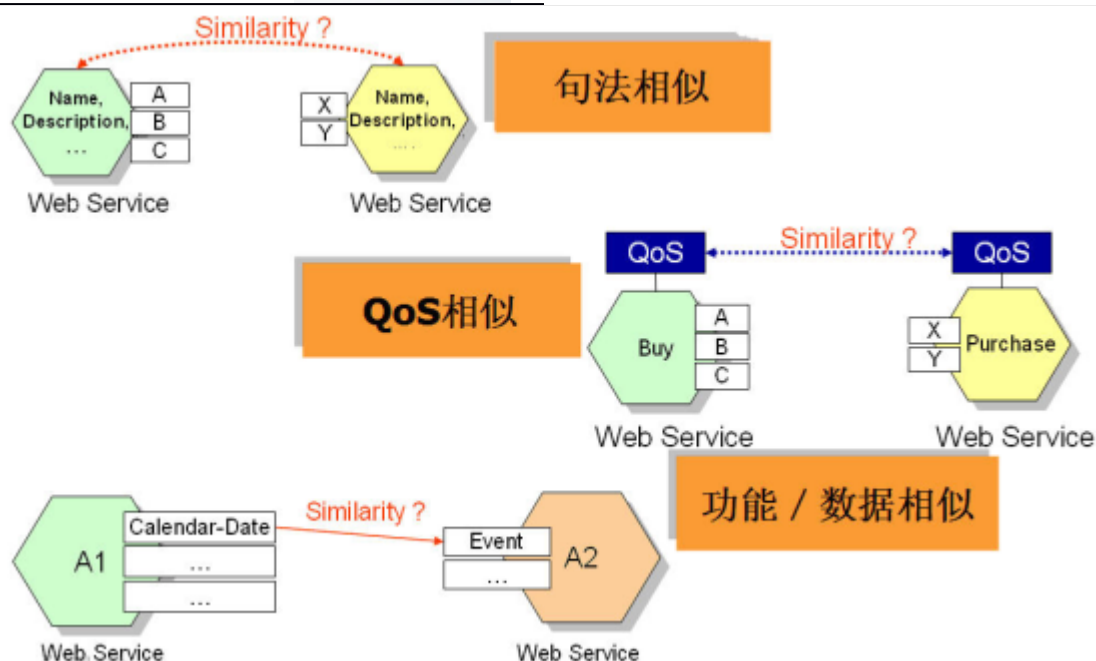 Similarity ?
Name,
Description,
...
A
B
C
Web Service
X
Y
Name,
Description,
....
Web Service
句法相似
QoS相似
QoS
Similarity ?
QoS
Buy
A
B
C
Web Service
X
Y
Purchase
Web Service
功能 / 数据相似
A1
Calendar-Date
...
...
Web Service
Similarity ?
Event
...
A2
Web Service